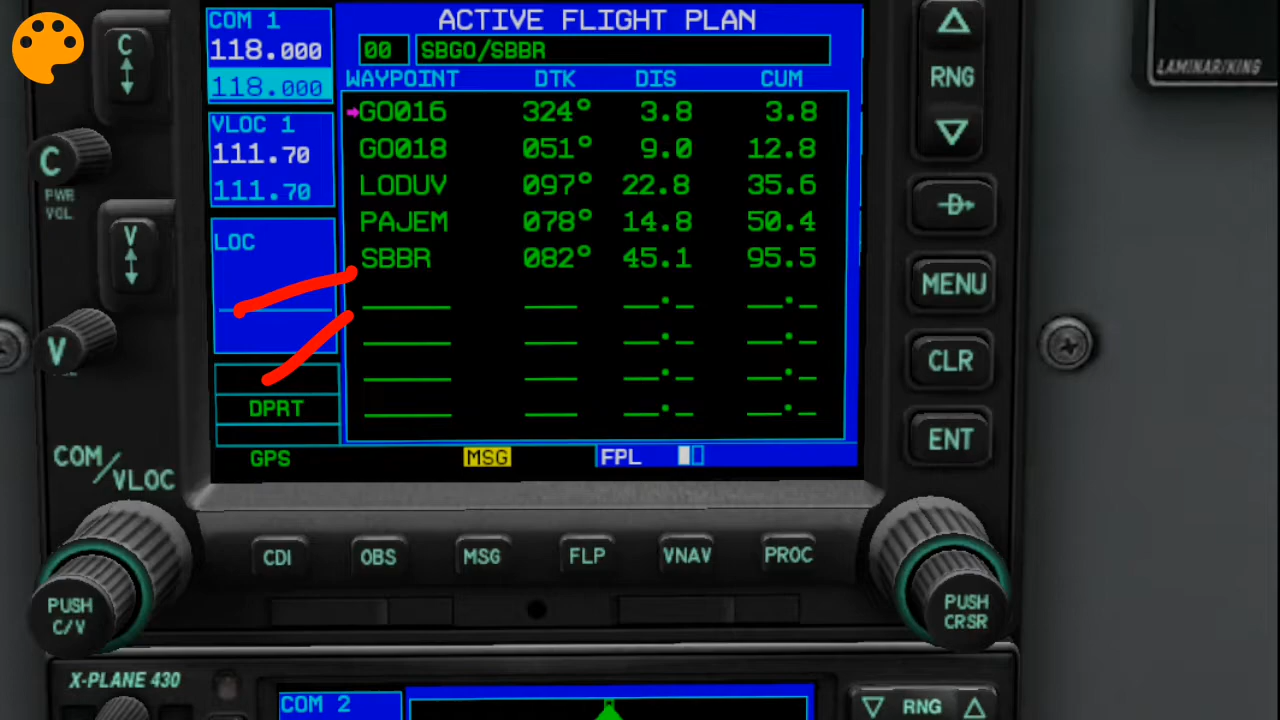 COM 1
118.000
118.000
VLOC 1
111.70
111.70
LOC
DPRT
GPS
ACTIVE FLIGHT PLAN
00 SBGO/SBBR
WAYPOINT DTK DIS CUM
GO016 324° 3.8 3.8
GO018 051° 9.0 12.8
LODUV 097° 22.8 35.6
PAJEM 078° 14.8 50.4
SBBR 082° 45.1 95.5
MSG FPL
C
C
PWR
VOL
V
V
COM/VLOC
PUSH
C/V
CDI OBS MSG FLP VNAV PROC
RNG
D
MENU
CLR
ENT
PUSH
CRSR
LAMINAR/KING
X-PLANE 430
COM 2
RNG